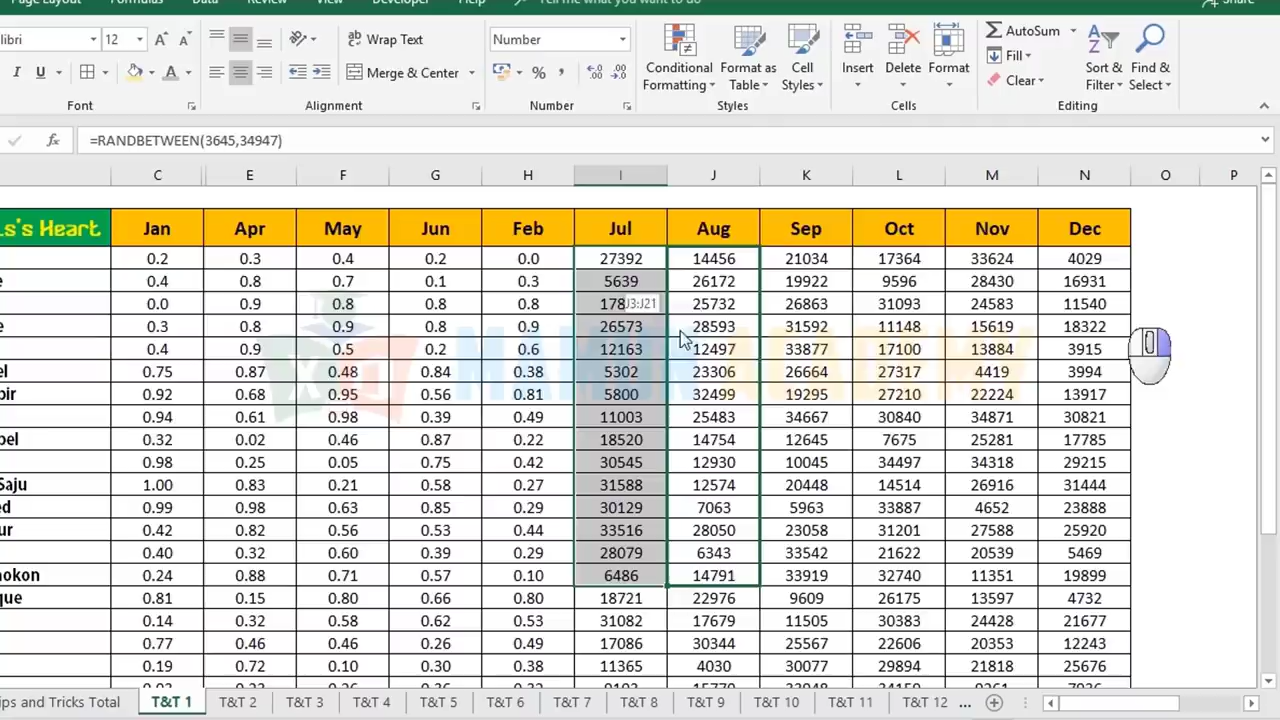 Page Layout Formulas Data Review View Developer Help Tell me what you want to do Share
libri 12 Wrap Text Number AutoSum
Fill
Merge & Center Conditional Formatting Format as Table Cell Styles Insert Delete Format Clear Sort & Filter Find & Select
Font Alignment Number Styles Cells Editing
fx =RANDBETWEEN(3645,34947)
C E F G H I J K L M N O P
s's Heart Jan Apr May Jun Feb Jul Aug Sep Oct Nov Dec
0.2 0.3 0.4 0.2 0.0 27392 14456 21034 17364 33624 4029
e 0.4 0.8 0.7 0.1 0.3 5639 26172 19922 9596 28430 16931
0.0 0.9 0.8 0.8 0.8 178 J3:J21 25732 26863 31093 24583 11540
e 0.3 0.8 0.9 0.8 0.9 26573 28593 31592 11148 15619 18322
0.4 0.9 0.5 0.2 0.6 12163 12497 33877 17100 13884 3915
el 0.75 0.87 0.48 0.84 0.38 5302 23306 26664 27317 4419 3994
bir 0.92 0.68 0.95 0.56 0.81 5800 32499 19295 27210 22224 13917
0.94 0.61 0.98 0.39 0.49 11003 25483 34667 30840 34871 30821
bel 0.32 0.02 0.46 0.87 0.22 18520 14754 12645 7675 25281 17785
0.98 0.25 0.05 0.75 0.42 30545 12930 10045 34497 34318 29215
Saju 1.00 0.83 0.21 0.58 0.27 31588 12574 20448 14514 26916 31444
ed 0.99 0.98 0.63 0.85 0.29 30129 7063 5963 33887 4652 23888
ur 0.42 0.82 0.56 0.53 0.44 33516 28050 23058 31201 27588 25920
0.40 0.32 0.60 0.39 0.29 28079 6343 33542 21622 20539 5469
okon 0.24 0.88 0.71 0.57 0.10 6486 14791 33919 32740 11351 19899
que 0.81 0.15 0.80 0.66 0.80 18721 22976 9609 26175 13597 4732
0.14 0.32 0.58 0.62 0.53 31082 17679 11505 30383 24428 21677
0.77 0.46 0.46 0.26 0.49 17086 30344 25567 22606 20353 12243
0.19 0.72 0.10 0.30 0.38 11365 4030 30077 29894 21818 25676
ips and Tricks Total T&T 1 T&T 2 T&T 3 T&T 4 T&T 5 T&T 6 T&T 7 T&T 8 T&T 9 T&T 10 T&T 11 T&T 12 ...